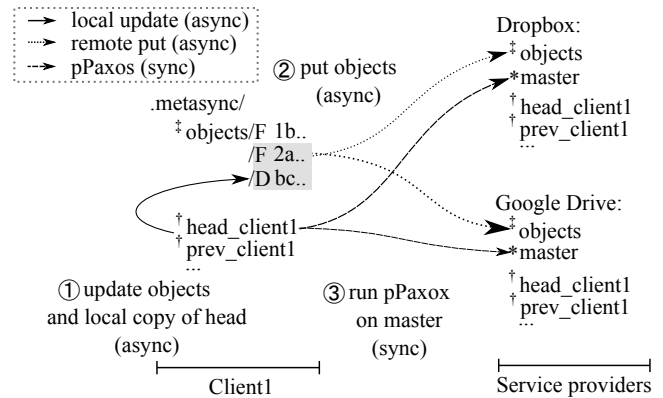 local update (async)
remote put (async)
pPaxos (sync)
② put objects
(async)
.metasync/
‡ objects/F 1b..
/F 2a..
/D bc..
† head_client1
† prev_client1
...
① update objects
and local copy of head
(async)
③ run pPaxox
on master
(sync)
Client1
Dropbox:
‡ objects
*master
† head_client1
† prev_client1
...
Google Drive:
‡ objects
*master
† head_client1
† prev_client1
...
Service providers